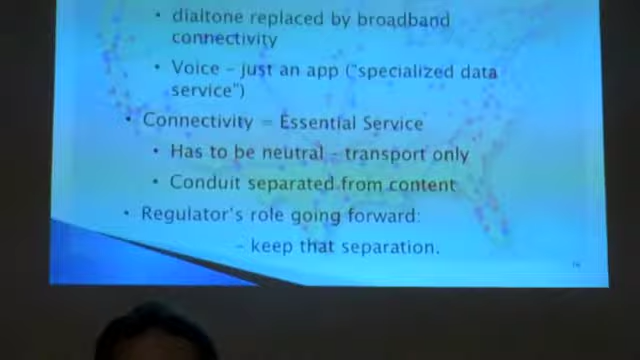 • dialtone replaced by broadband
connectivity
• Voice – just an app ("specialized data
service")
• Connectivity = Essential Service
• Has to be neutral – transport only
• Conduit separated from content
• Regulator's role going forward:
– keep that separation.